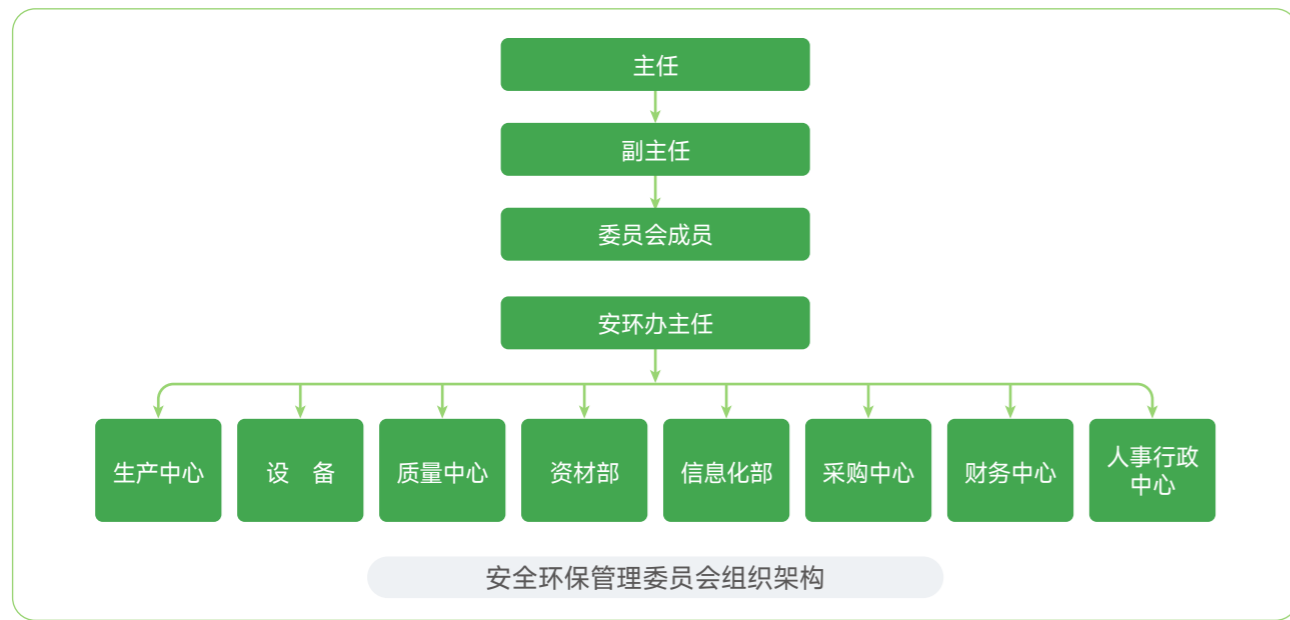 主任
副主任
委员会成员
安环办主任
生产中心
设　备
质量中心
资材部
信息化部
采购中心
财务中心
人事行政
中心
安全环保管理委员会组织架构